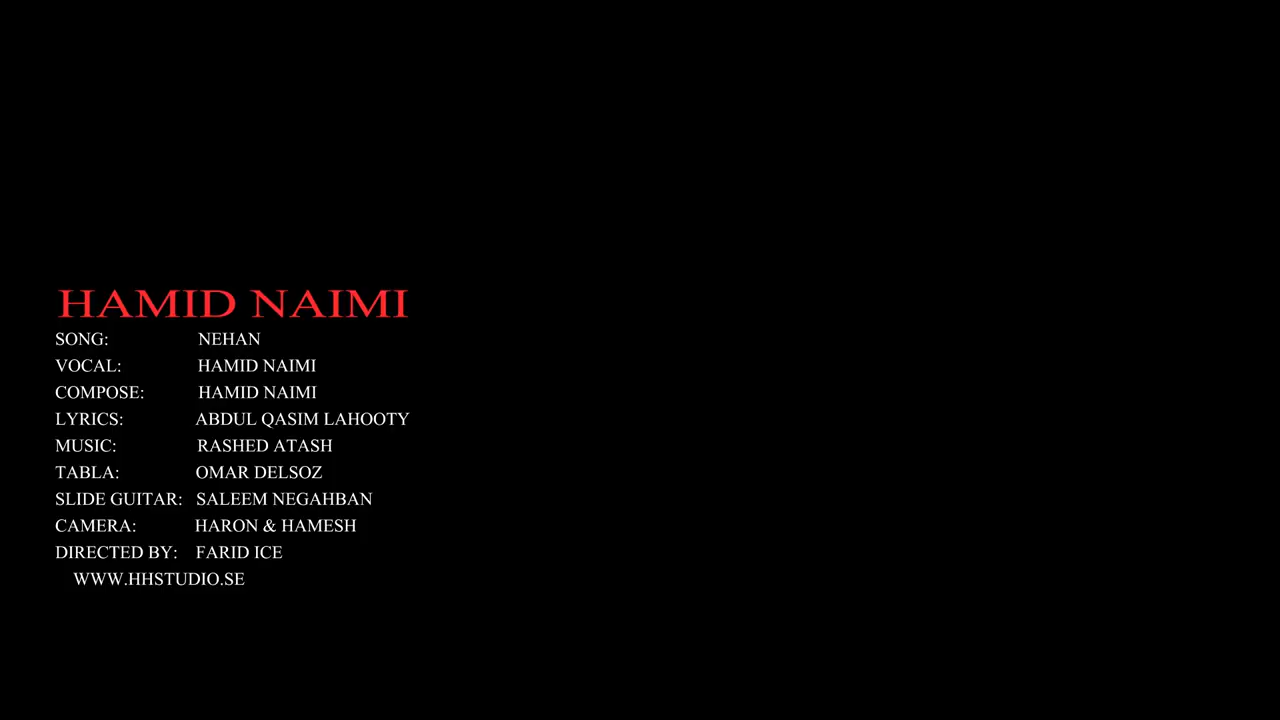 HAMID NAIMI
SONG: NEHAN
VOCAL: HAMID NAIMI
COMPOSE: HAMID NAIMI
LYRICS: ABDUL QASIM LAHOOTY
MUSIC: RASHED ATASH
TABLA: OMAR DELSOZ
SLIDE GUITAR: SALEEM NEGAHBAN
CAMERA: HARON & HAMESH
DIRECTED BY: FARID ICE
WWW.HHSTUDIO.SE